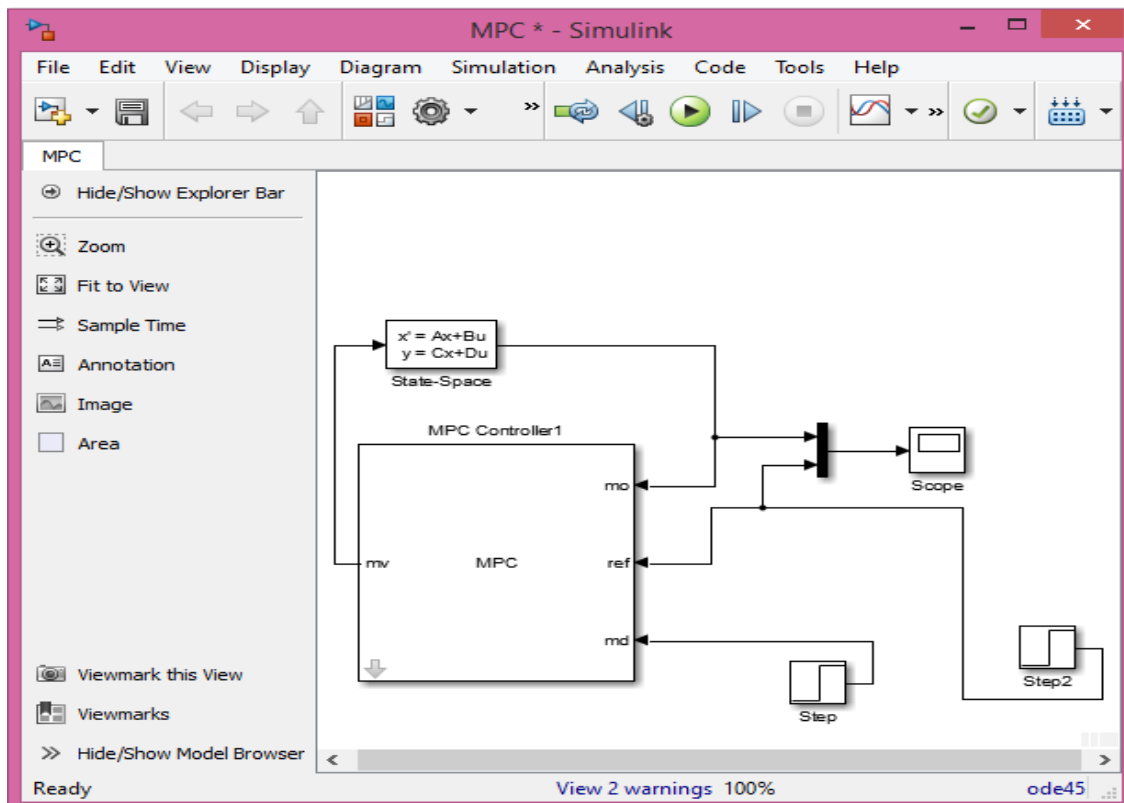 MPC * - Simulink
File Edit View Display Diagram Simulation Analysis Code Tools Help
MPC
Hide/Show Explorer Bar
Zoom
Fit to View
Sample Time
Annotation
Image
Area
x' = Ax+Bu
y = Cx+Du
State-Space
MPC Controller1
mo
Scope
mv
MPC
ref
md
Step
Step2
Viewmark this View
Viewmarks
Hide/Show Model Browser
Ready View 2 warnings 100% ode45